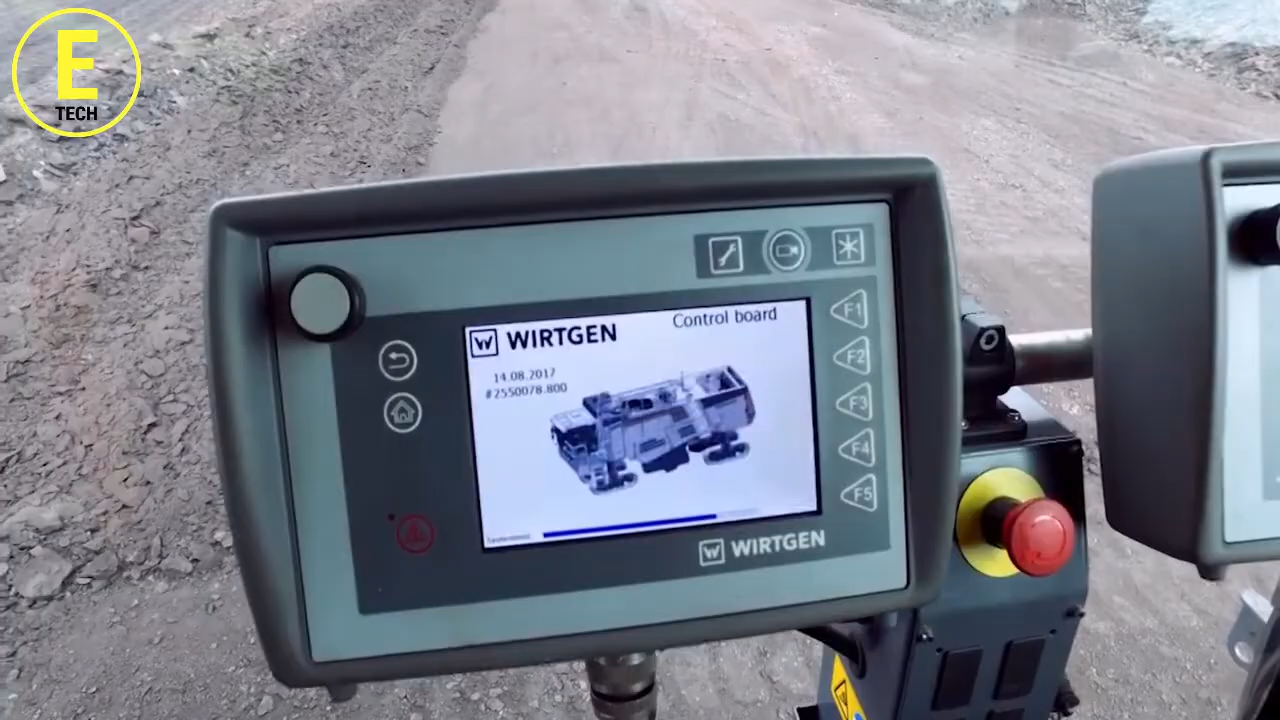 E
TECH
WIRTGEN
Control board
14.08.2017
#2550078.800
F1
F2
F3
F4
F5
WIRTGEN